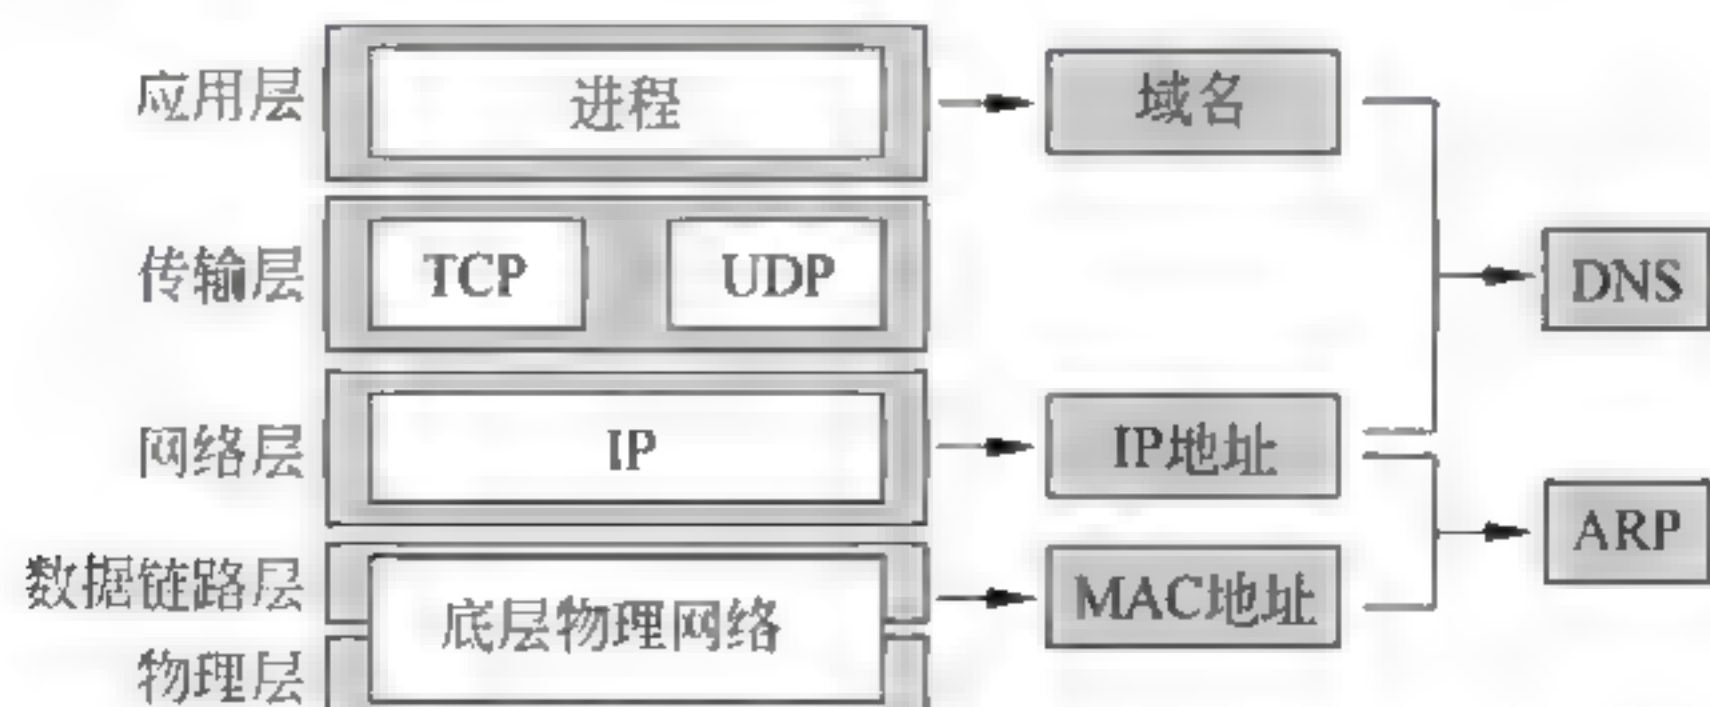 应用层 进程 域名
传输层 TCP UDP DNS
网络层 IP IP地址
ARP
数据链路层 底层物理网络 MAC地址
物理层